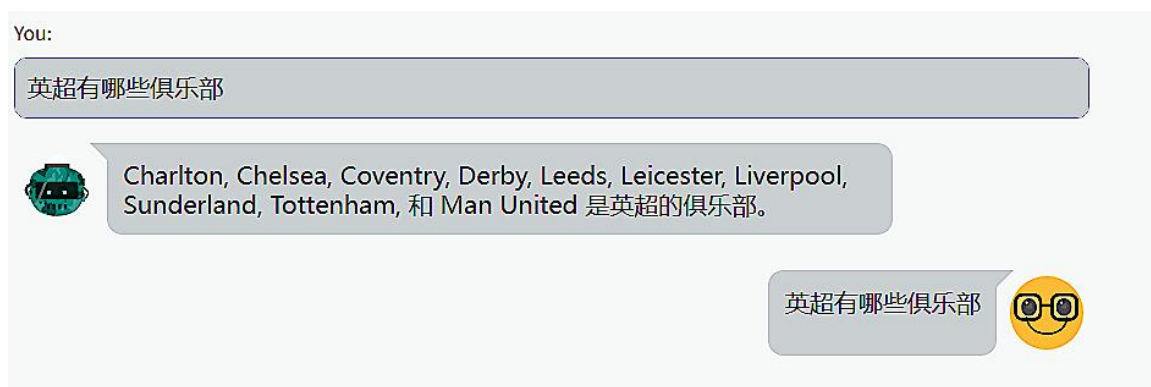 You:
英超有哪些俱乐部
Charlton, Chelsea, Coventry, Derby, Leeds, Leicester, Liverpool,
Sunderland, Tottenham, 和 Man United 是英超的俱乐部。
英超有哪些俱乐部